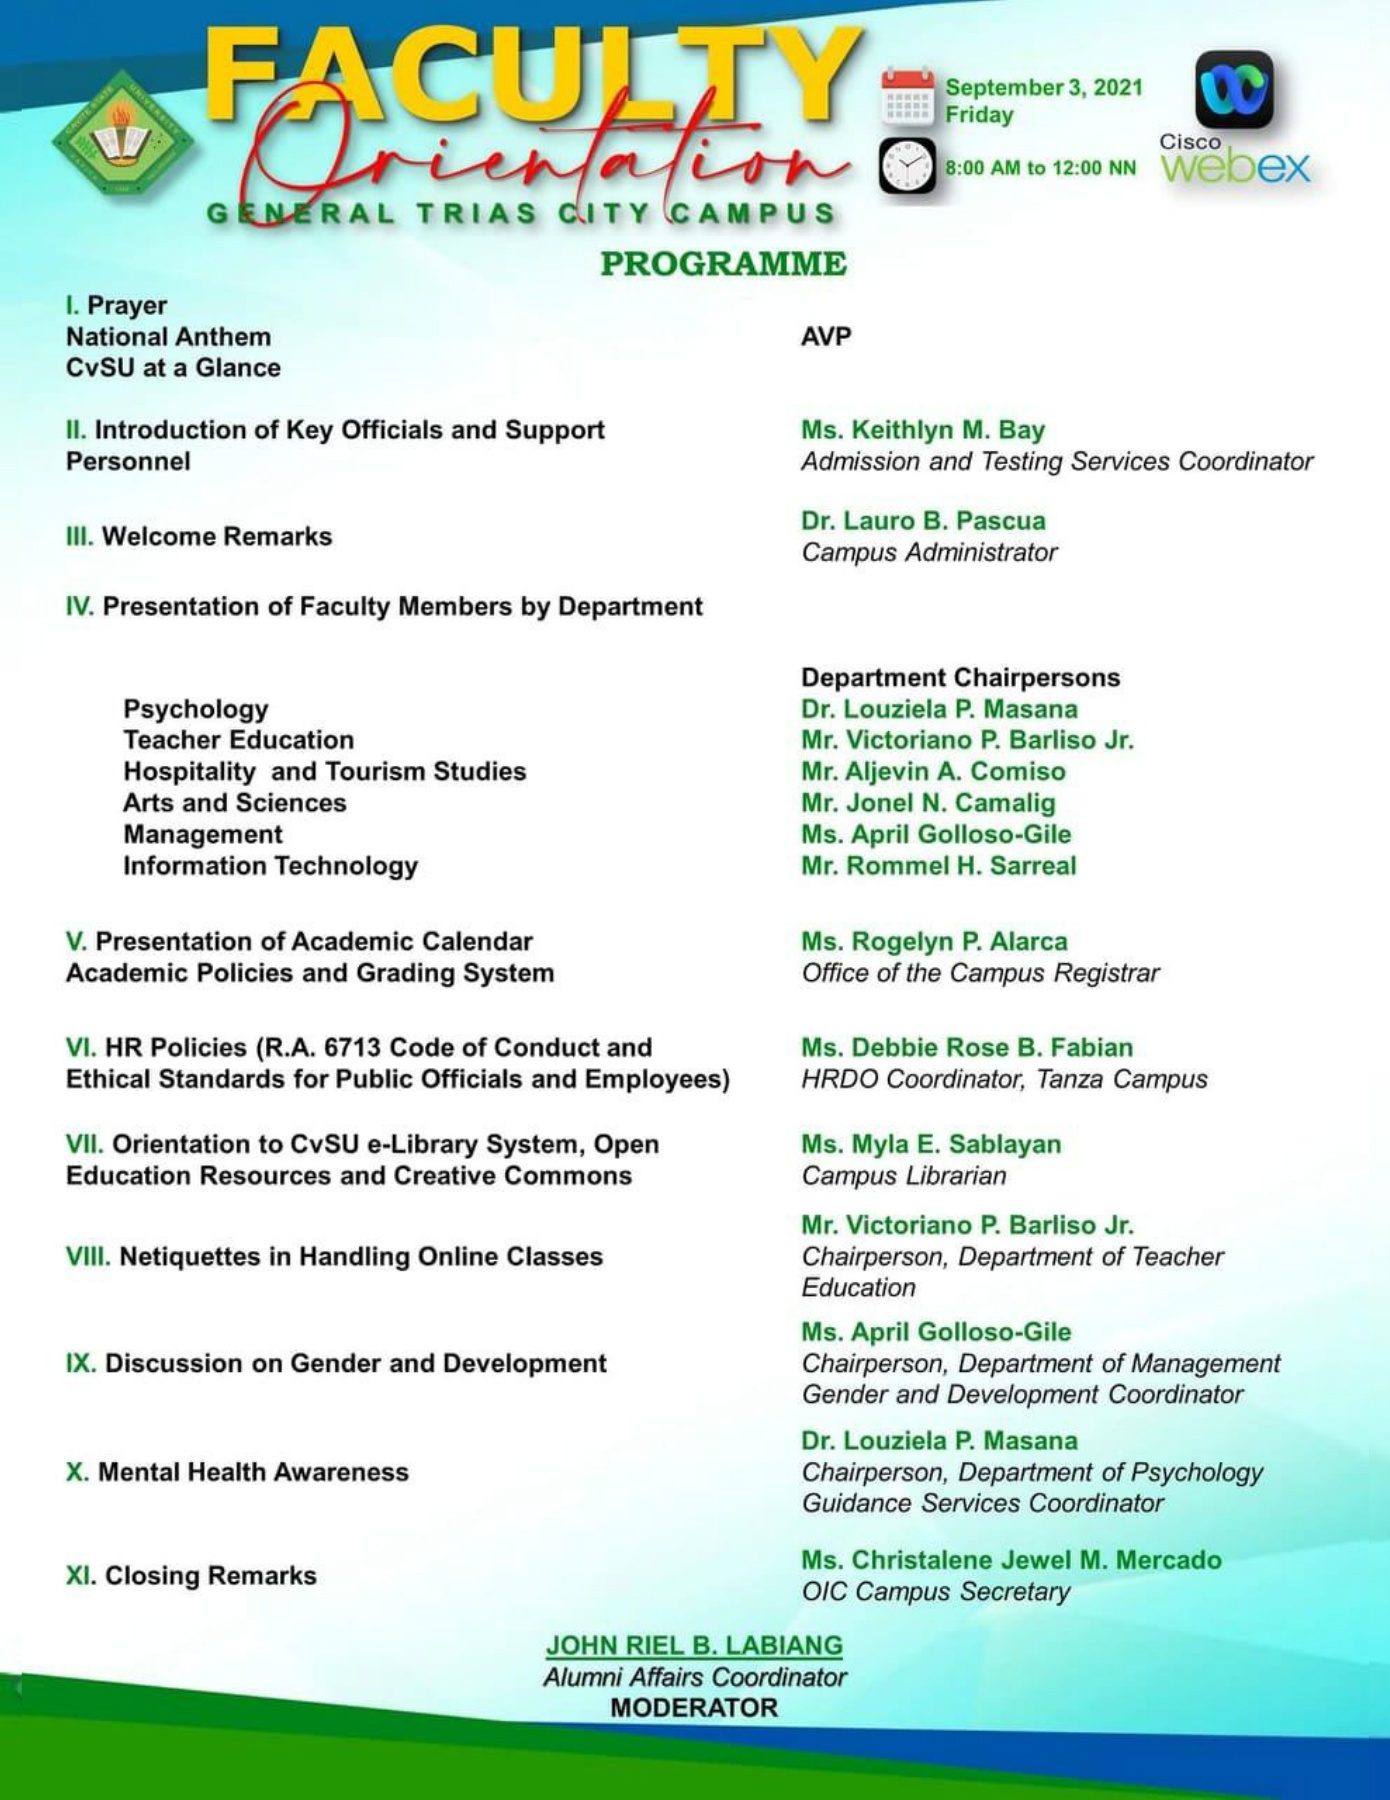 FACULTY
Orientation
GENERAL TRIAS CITY CAMPUS
September 3, 2021
Friday
8:00 AM to 12:00 NN
Cisco
webex
PROGRAMME
I. Prayer
National Anthem
AVP
CvSU at a Glance
II. Introduction of Key Officials and Support
Personnel
Ms. Keithlyn M. Bay
Admission and Testing Services Coordinator
III. Welcome Remarks
Dr. Lauro B. Pascua
Campus Administrator
IV. Presentation of Faculty Members by Department
Department Chairpersons
Psychology
Dr. Louziela P. Masana
Teacher Education
Mr. Victoriano P. Barliso Jr.
Hospitality and Tourism Studies
Mr. Aljevin A. Comiso
Arts and Sciences
Mr. Jonel N. Camalig
Management
Ms. April Golloso-Gile
Information Technology
Mr. Rommel H. Sarreal
V. Presentation of Academic Calendar
Academic Policies and Grading System
Ms. Rogelyn P. Alarca
Office of the Campus Registrar
VI. HR Policies (R.A. 6713 Code of Conduct and
Ethical Standards for Public Officials and Employees)
Ms. Debbie Rose B. Fabian
HRDO Coordinator, Tanza Campus
VII. Orientation to CvSU e-Library System, Open
Education Resources and Creative Commons
Ms. Myla E. Sablayan
Campus Librarian
VIII. Netiquettes in Handling Online Classes
Mr. Victoriano P. Barliso Jr.
Chairperson, Department of Teacher
Education
IX. Discussion on Gender and Development
Ms. April Golloso-Gile
Chairperson, Department of Management
Gender and Development Coordinator
X. Mental Health Awareness
Dr. Louziela P. Masana
Chairperson, Department of Psychology
Guidance Services Coordinator
XI. Closing Remarks
Ms. Christalene Jewel M. Mercado
OIC Campus Secretary
JOHN RIEL B. LABIANG
Alumni Affairs Coordinator
MODERATOR